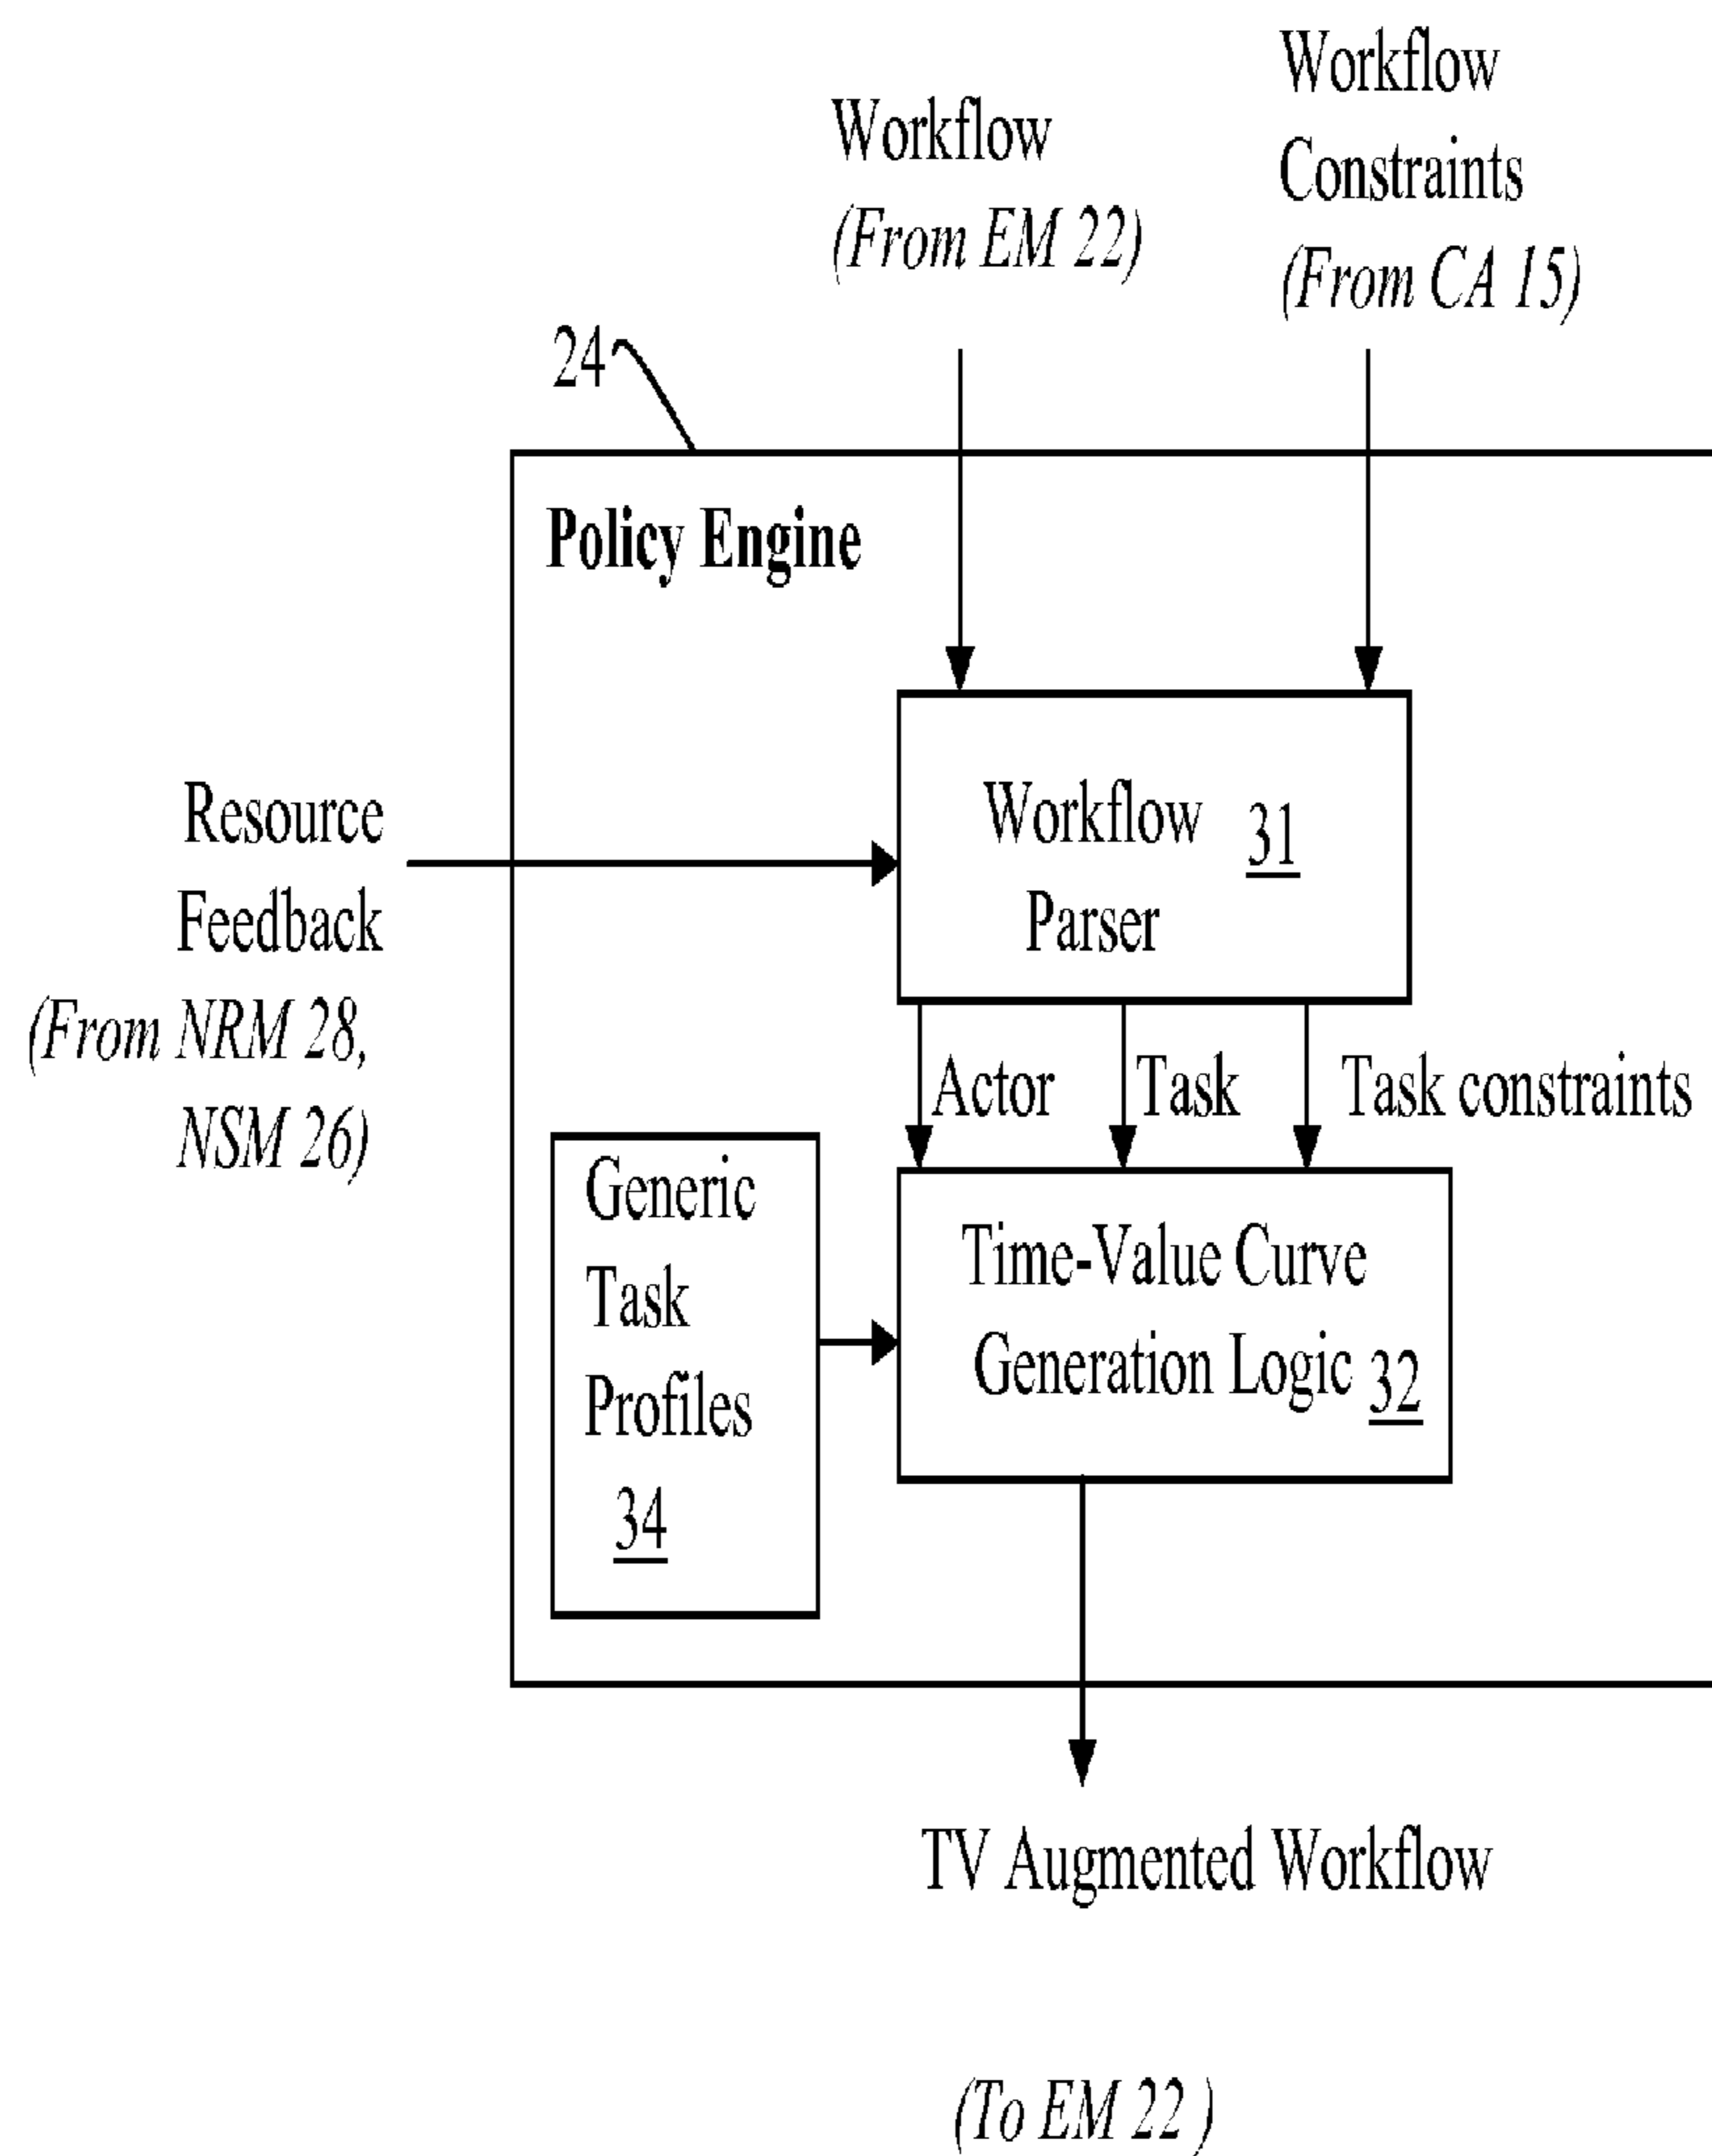 Workflow
(From EM 22)
Workflow
Constraints
(From CA 15)
24
Policy Engine
Resource
Feedback
(From NRM 28,
NSM 26)
Workflow
Parser
31
Actor
Task
Task constraints
Generic
Task
Profiles
34
Time-Value Curve
Generation Logic 32
TV Augmented Workflow
(To EM 22 )